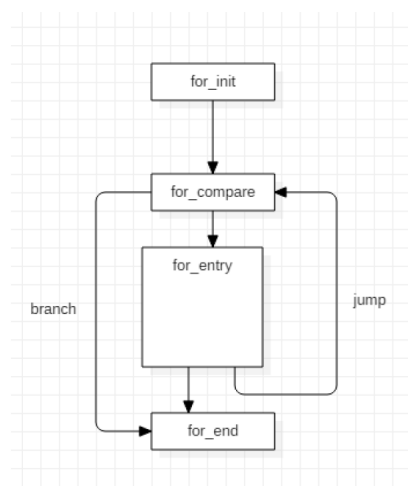 for_init
for_compare
for_entry
branch
jump
for_end